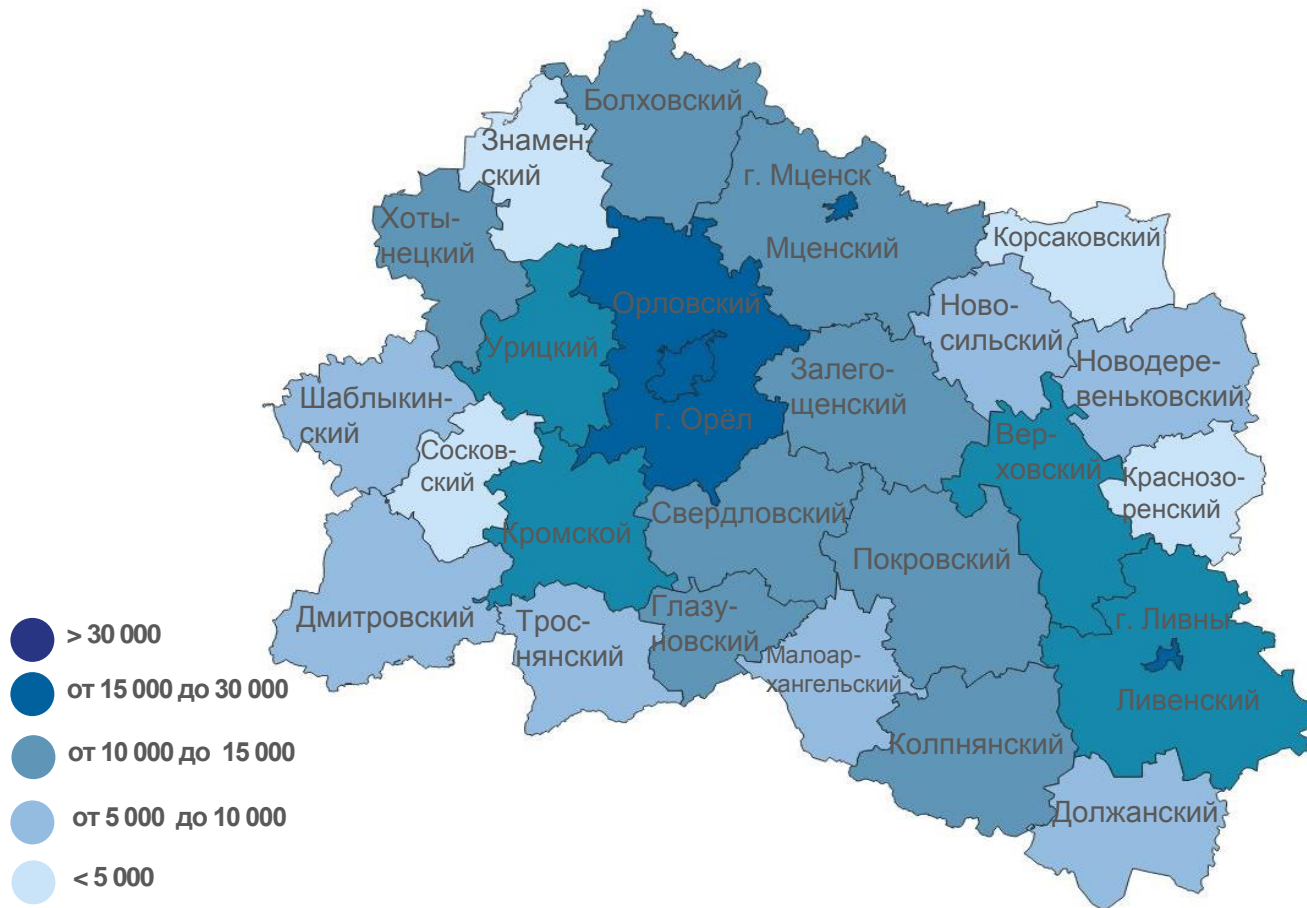 Болховский
Знамен-
ский
г. Мценск
Хоты-
нецкий
Мценский
Корсаковский
Орловский
Ново-
сильский
Урицкий
Залего-
щенский
Новодере-
веньковский
Шаблыкин-
ский
г. Орёл
Вер-
ховский
Сосков-
ский
Краснозо-
ренский
Свердловский
Кромской
Покровский
Дмитровский
Трос-
нянский
Глазу-
новский
г. Ливны
Малоар-
хангельский
Ливенский
Колпнянский
Должанский
> 30 000
от 15 000 до 30 000
от 10 000 до 15 000
от 5 000 до 10 000
< 5 000